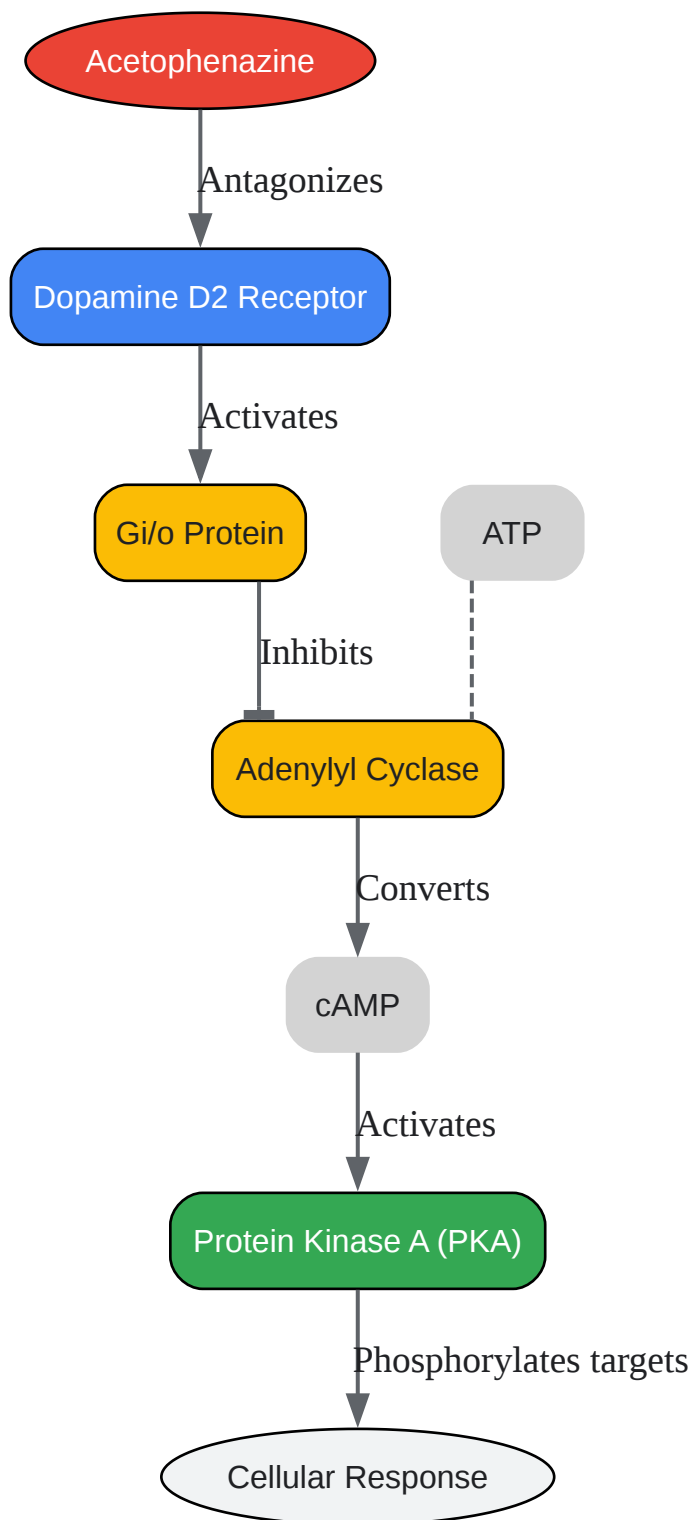 Acetophenazine
Antagonizes
Dopamine D2 Receptor
Activates
Gi/o Protein
ATP
Inhibits
Adenylyl Cyclase
Converts
cAMP
Activates
Protein Kinase A (PKA)
Phosphorylates targets
Cellular Response